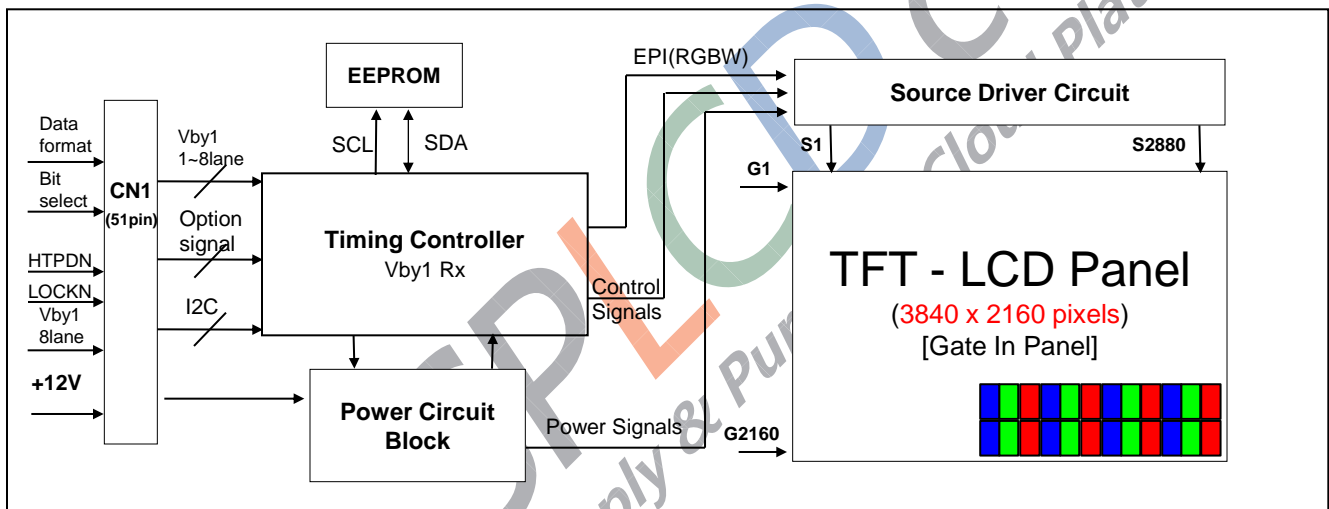 EEPROM
EPI(RGBW)
Source Driver Circuit
Data
format
Bit
select
HTPDN
LOCKN
Vby1
8lane
+12V
CN1
(51pin)
Vby1
1~8lane
Option
signal
I2C
SCL
SDA
Timing Controller
Vby1 Rx
Control
Signals
Power Circuit
Block
Power Signals
S1
S2880
G1
G2160
TFT - LCD Panel
(3840 x 2160 pixels)
[Gate In Panel]